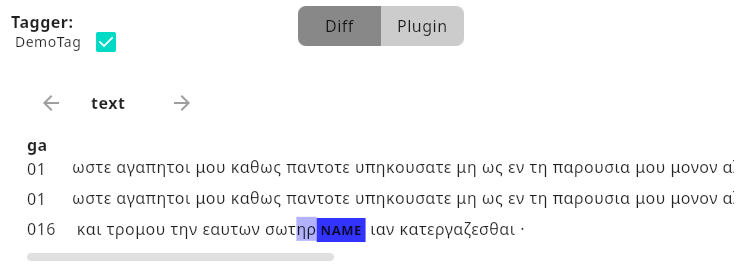 Tagger:
DemoTag
Diff Plugin
text
ga
01 ωστε αγαπητοι μου καθως παντοτε υπηκουσατε μη ως εν τη παρουσια μου μονον
01 ωστε αγαπητοι μου καθως παντοτε υπηκουσατε μη ως εν τη παρουσια μου μονον
016 και τρομου την εαυτων σωτηρ NAME ιαν κατεργαζεσθαι ·